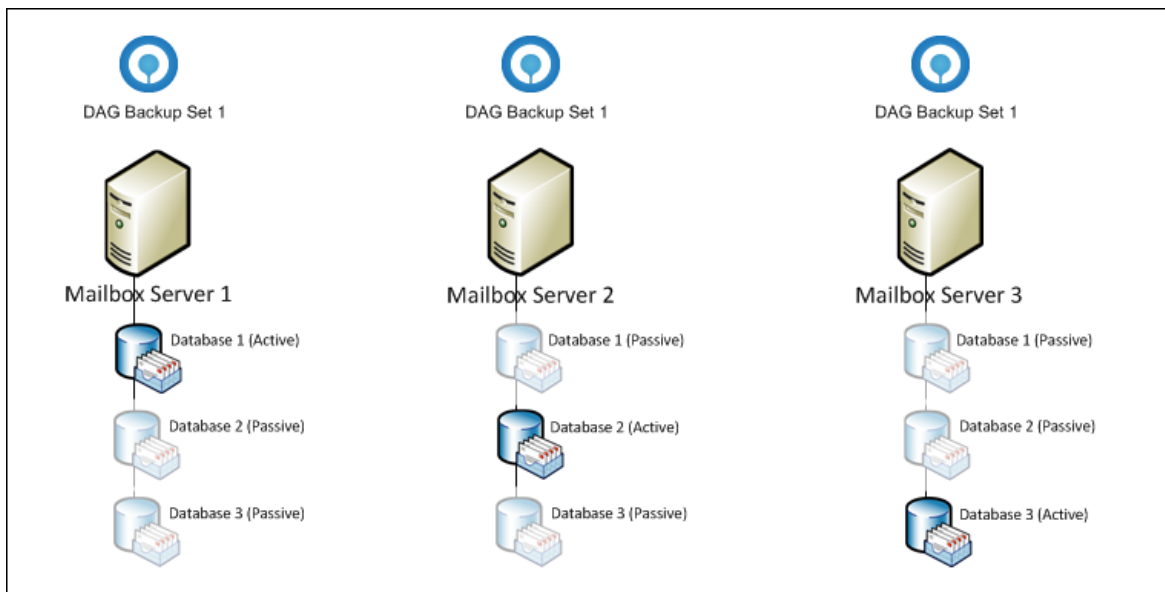 DAG Backup Set 1
DAG Backup Set 1
DAG Backup Set 1
Mailbox Server 1
Mailbox Server 2
Mailbox Server 3
Database 1 (Active)
Database 1 (Passive)
Database 1 (Passive)
Database 2 (Passive)
Database 2 (Active)
Database 2 (Passive)
Database 3 (Passive)
Database 3 (Passive)
Database 3 (Active)